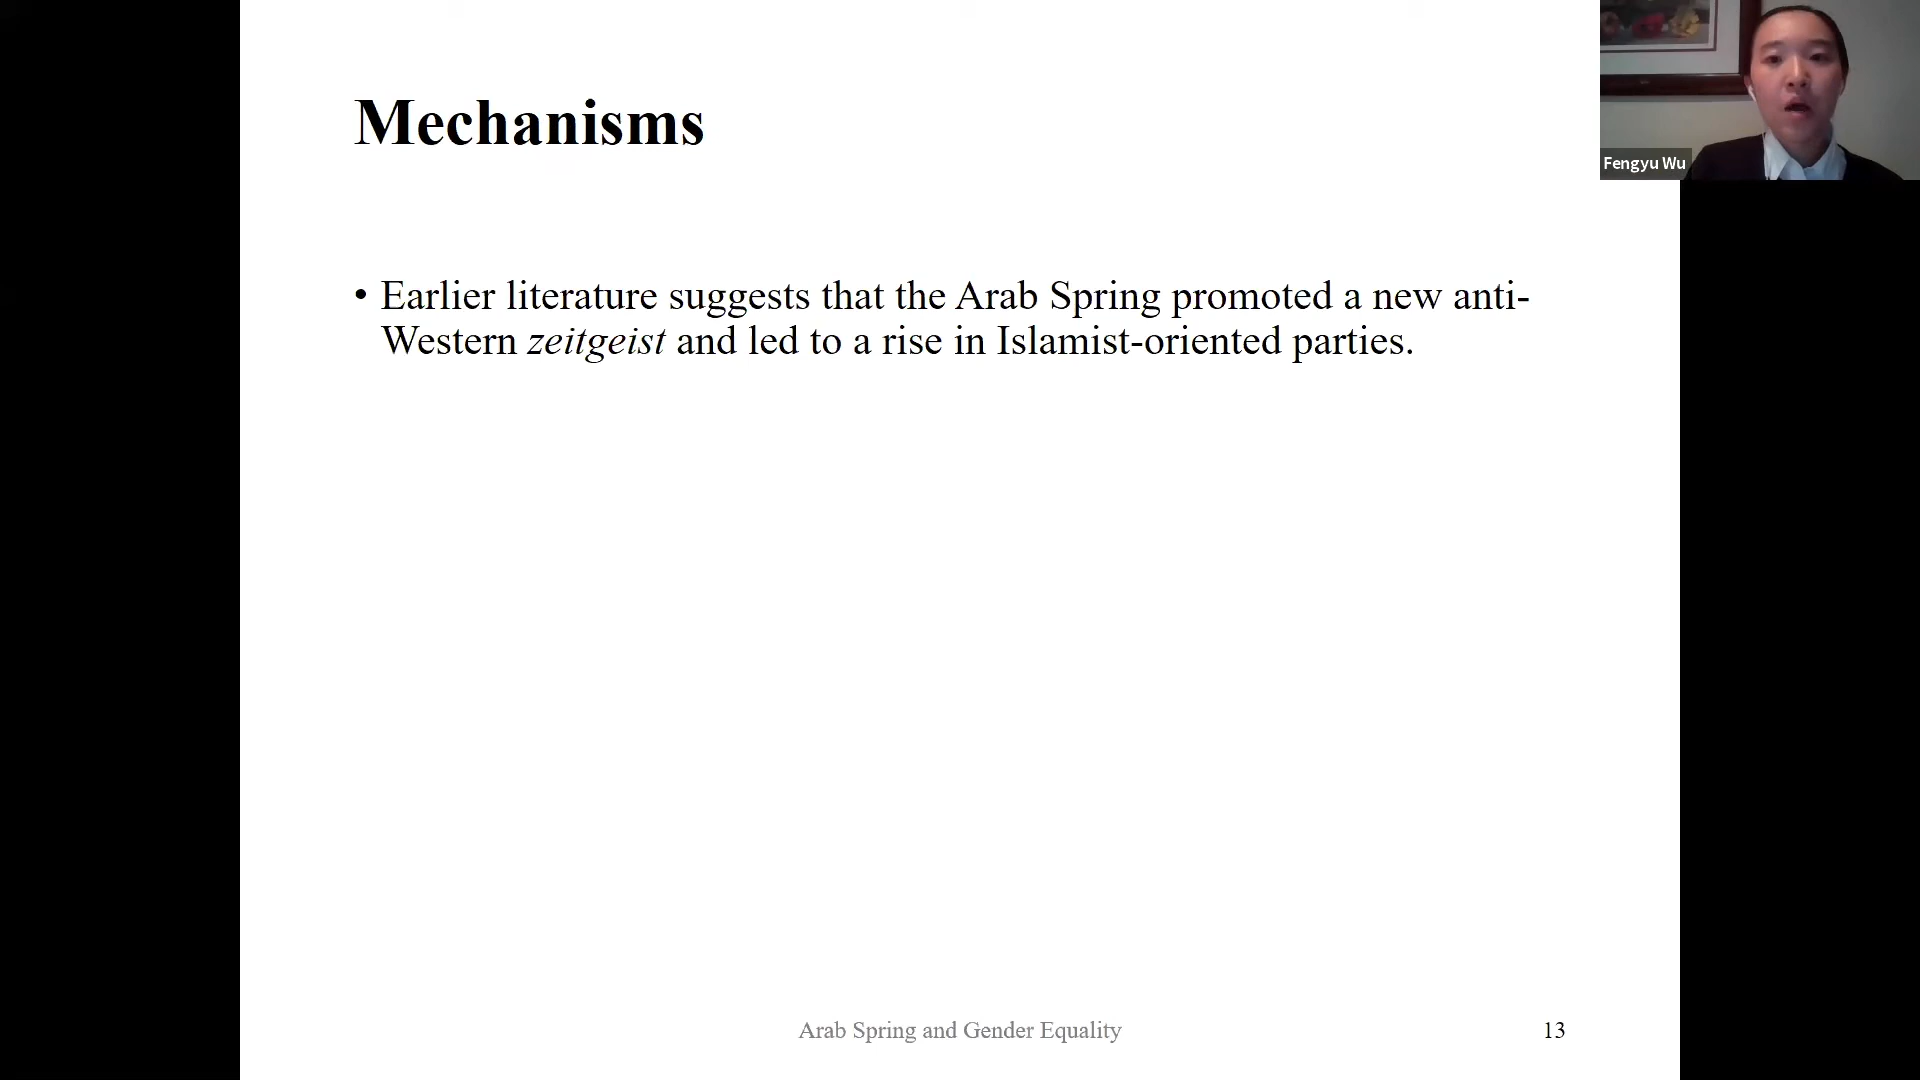 Mechanisms
Fengyu Wu
• Earlier literature suggests that the Arab Spring promoted a new anti-
Western zeitgeist and led to a rise in Islamist-oriented parties.
Arab Spring and Gender Equality
13